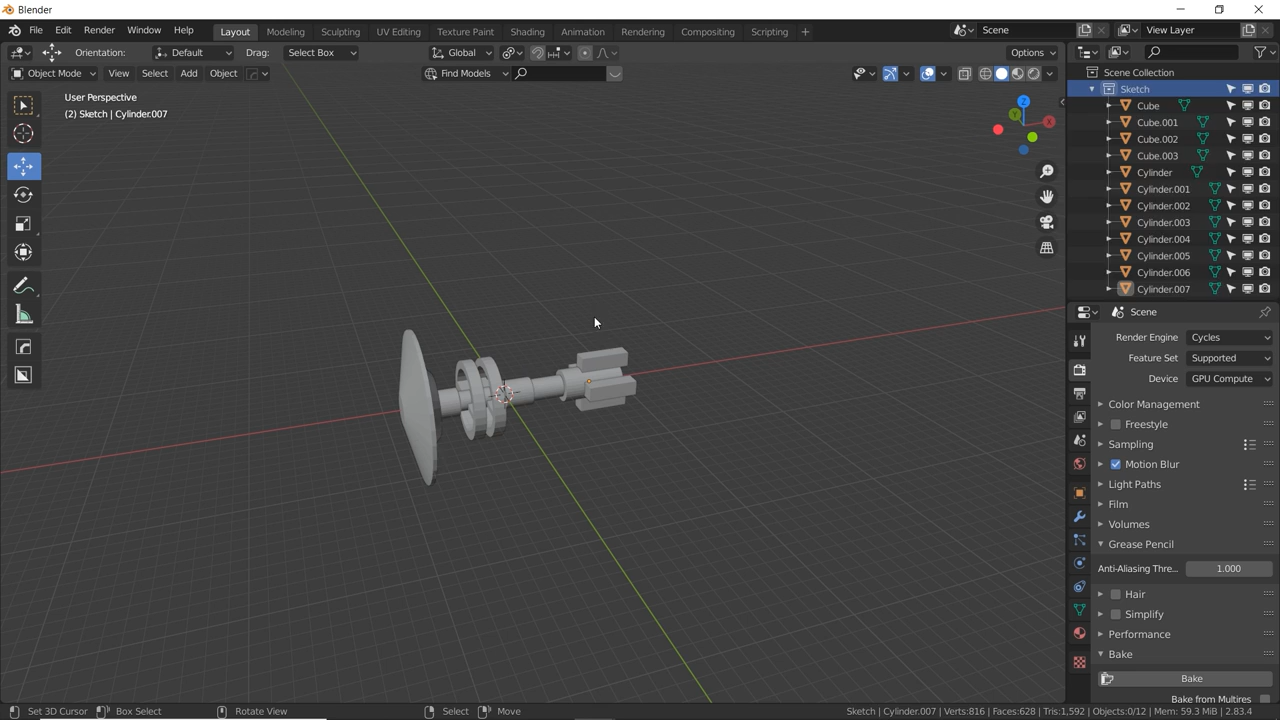 Blender
File Edit Render Window Help Layout Modeling Sculpting UV Editing Texture Paint Shading Animation Rendering Compositing Scripting + Scene View Layer
Orientation: Default Drag: Select Box Global Options
Object Mode View Select Add Object Find Models
User Perspective
(2) Sketch | Cylinder.007
Z
Y
X
Scene Collection
Sketch
Cube
Cube.001
Cube.002
Cube.003
Cylinder
Cylinder.001
Cylinder.002
Cylinder.003
Cylinder.004
Cylinder.005
Cylinder.006
Cylinder.007
Scene
Render Engine Cycles
Feature Set Supported
Device GPU Compute
Color Management
Freestyle
Sampling
Motion Blur
Light Paths
Film
Volumes
Grease Pencil
Anti-Aliasing Thre... 1.000
Hair
Simplify
Performance
Bake
Bake
Bake from Multires
Set 3D Cursor Box Select Rotate View Select Move Sketch | Cylinder.007 | Verts:816 | Faces:628 | Tris:1,592 | Objects:0/12 | Mem: 59.3 MiB | 2.83.4